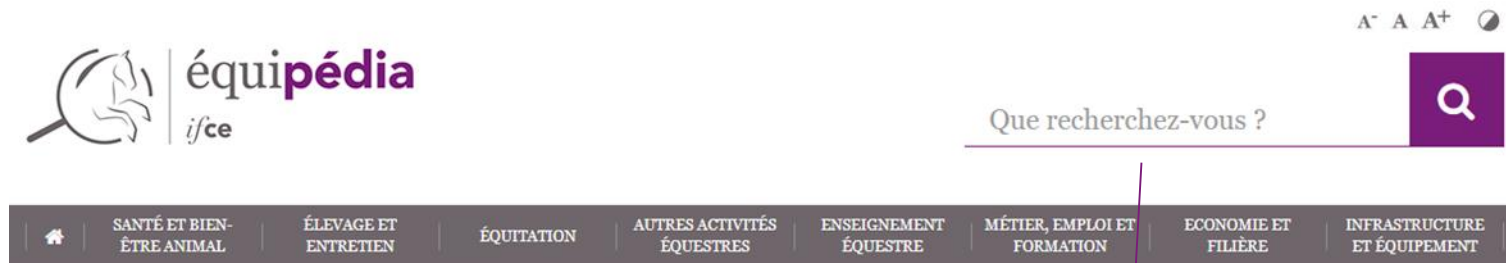 A- A A+
équipédia
ifce
Que recherchez-vous ?
SANTÉ ET BIEN-
ÊTRE ANIMAL
ÉLEVAGE ET
ENTRETIEN
ÉQUITATION
AUTRES ACTIVITÉS
ÉQUESTRES
ENSEIGNEMENT
ÉQUESTRE
MÉTIER, EMPLOI ET
FORMATION
ECONOMIE ET
FILIÈRE
INFRASTRUCTURE
ET ÉQUIPEMENT